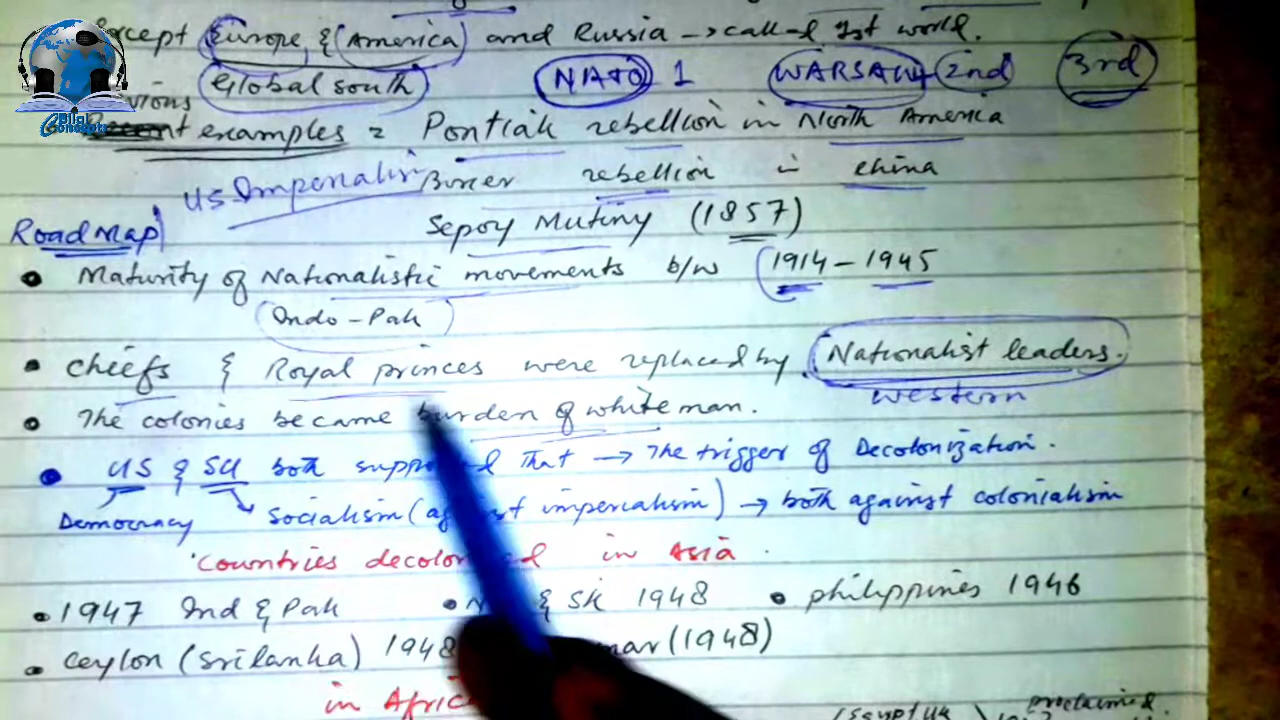 Except Europe, & (America) and Russia → called 1st world.
Global south NATO 1 WARSAW 2nd 3rd
Bilgi Concepts
examples = Pontiak rebellion in North America
US Imperialism Boxer rebellion in china
Road Map
Sepoy Mutiny (1857)
• Maturity of Nationalistic movements b/w (1914 - 1945
(Indo-Pak)
• chiefs & Royal princes were replaced by Nationalist leaders.
western
• The colonies became burden of white man.
• US & SU both supported that → The trigger of Decolonization.
Democracy Socialism (against imperialism) → both against colonialism
Countries decolonized in Asia
• 1947 Ind & Pak • & SK 1948 • philippines 1946
• Ceylon (Srilanka) 1948 mar (1948)
in Afric
proclaimed